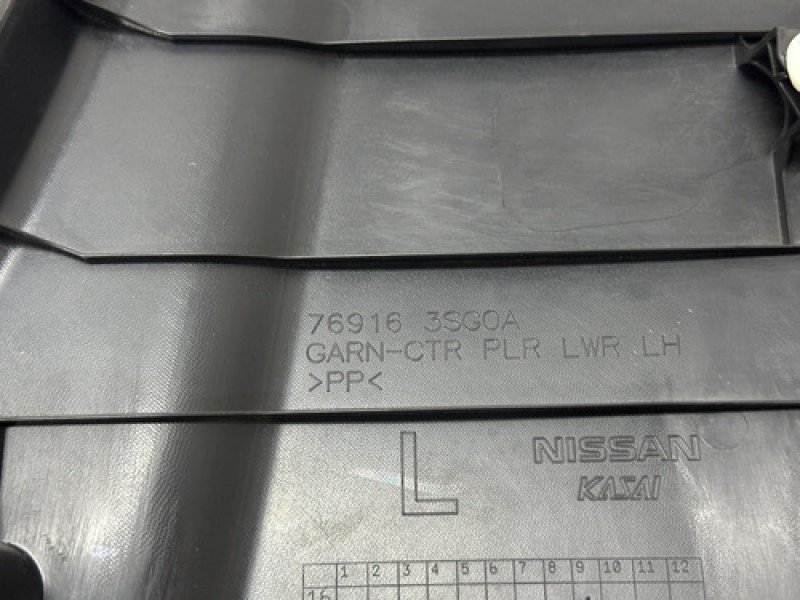 76916 3SG0A
GARN-CTR PLR LWR LH
>PP<
L
NISSAN
KASAI
1 2 3 4 5 6 7 8 9 10 11 12